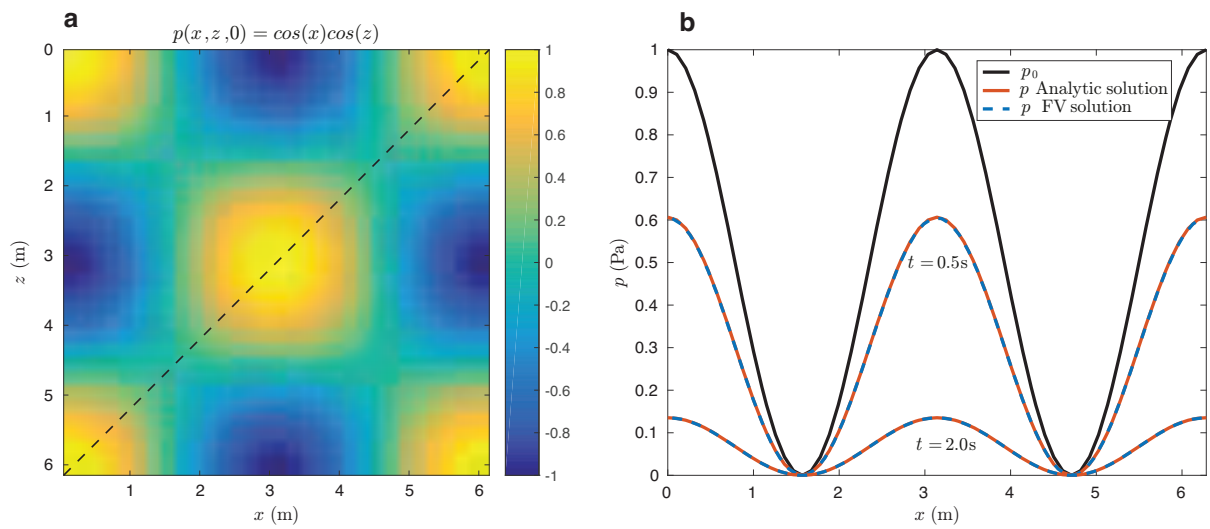 a
p(x,z,0) = cos(x)cos(z)
0
1
2
3
4
5
6
z (m)
1 2 3 4 5 6
x (m)
1
0.8
0.6
0.4
0.2
0
-0.2
-0.4
-0.6
-0.8
-1
b
1
0.9
0.8
0.7
0.6
0.5
0.4
0.3
0.2
0.1
0
p (Pa)
p₀
p Analytic solution
p FV solution
t = 0.5s
t = 2.0s
0 1 2 3 4 5 6
x (m)